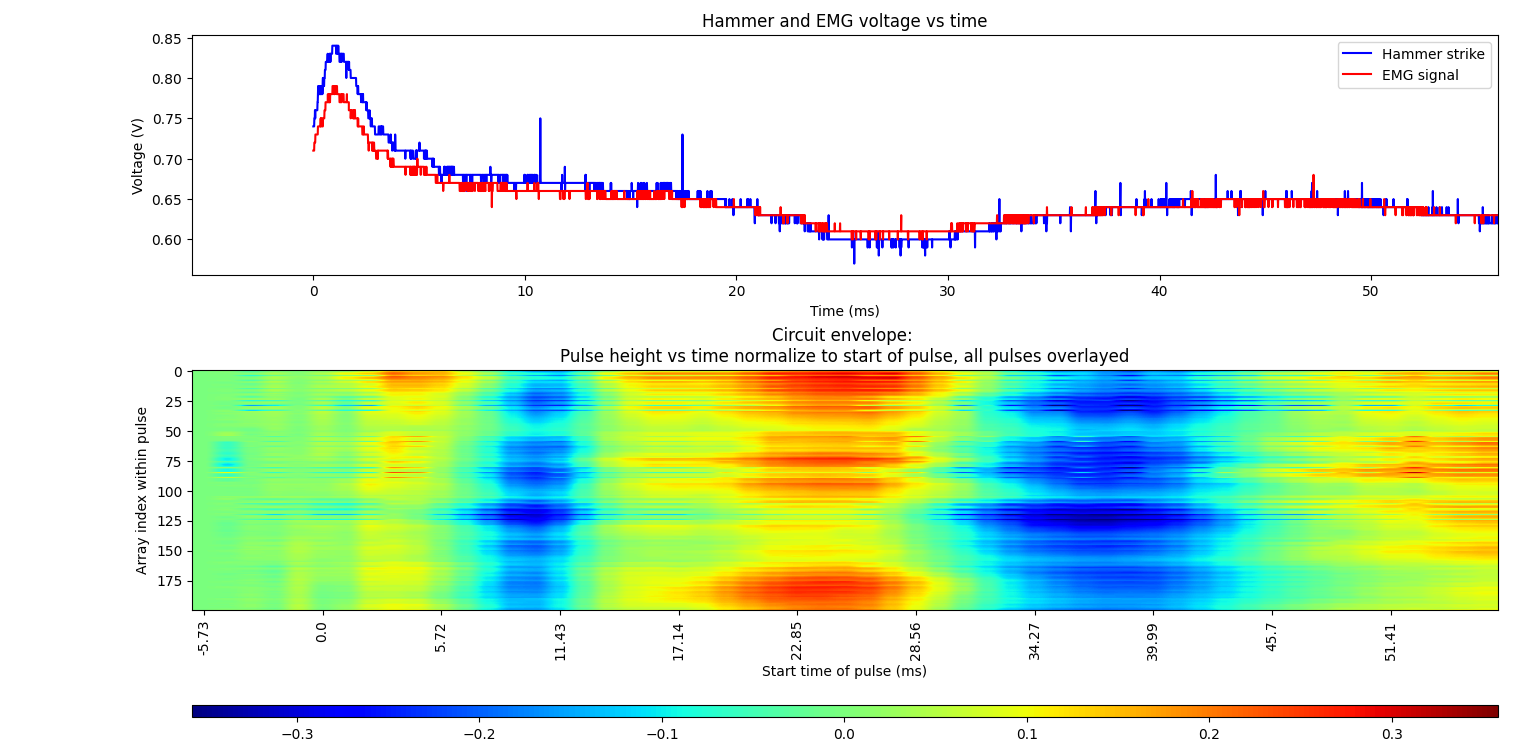 Hammer and EMG voltage vs time
0.85
0.80
0.75
0.70
0.65
0.60
Voltage (V)
Hammer strike
EMG signal
0 10 20 30 40 50
Time (ms)
Circuit envelope:
Pulse height vs time normalize to start of pulse, all pulses overlayed
0
25
50
75
100
125
150
175
Array index within pulse
-5.73 0.0 5.72 11.43 17.14 22.85 28.56 34.27 39.99 45.7 51.41
Start time of pulse (ms)
−0.3 −0.2 −0.1 0.0 0.1 0.2 0.3